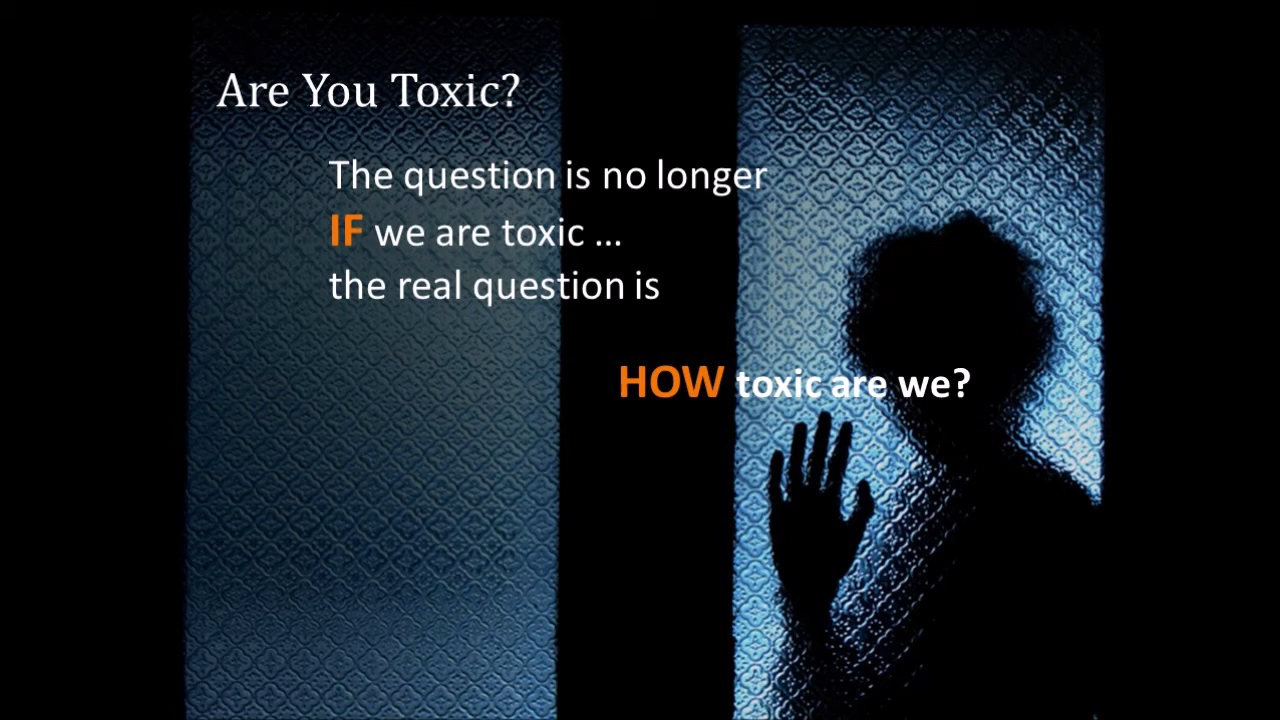 Are You Toxic?
The question is no longer
IF we are toxic ...
the real question is
HOW toxic are we?